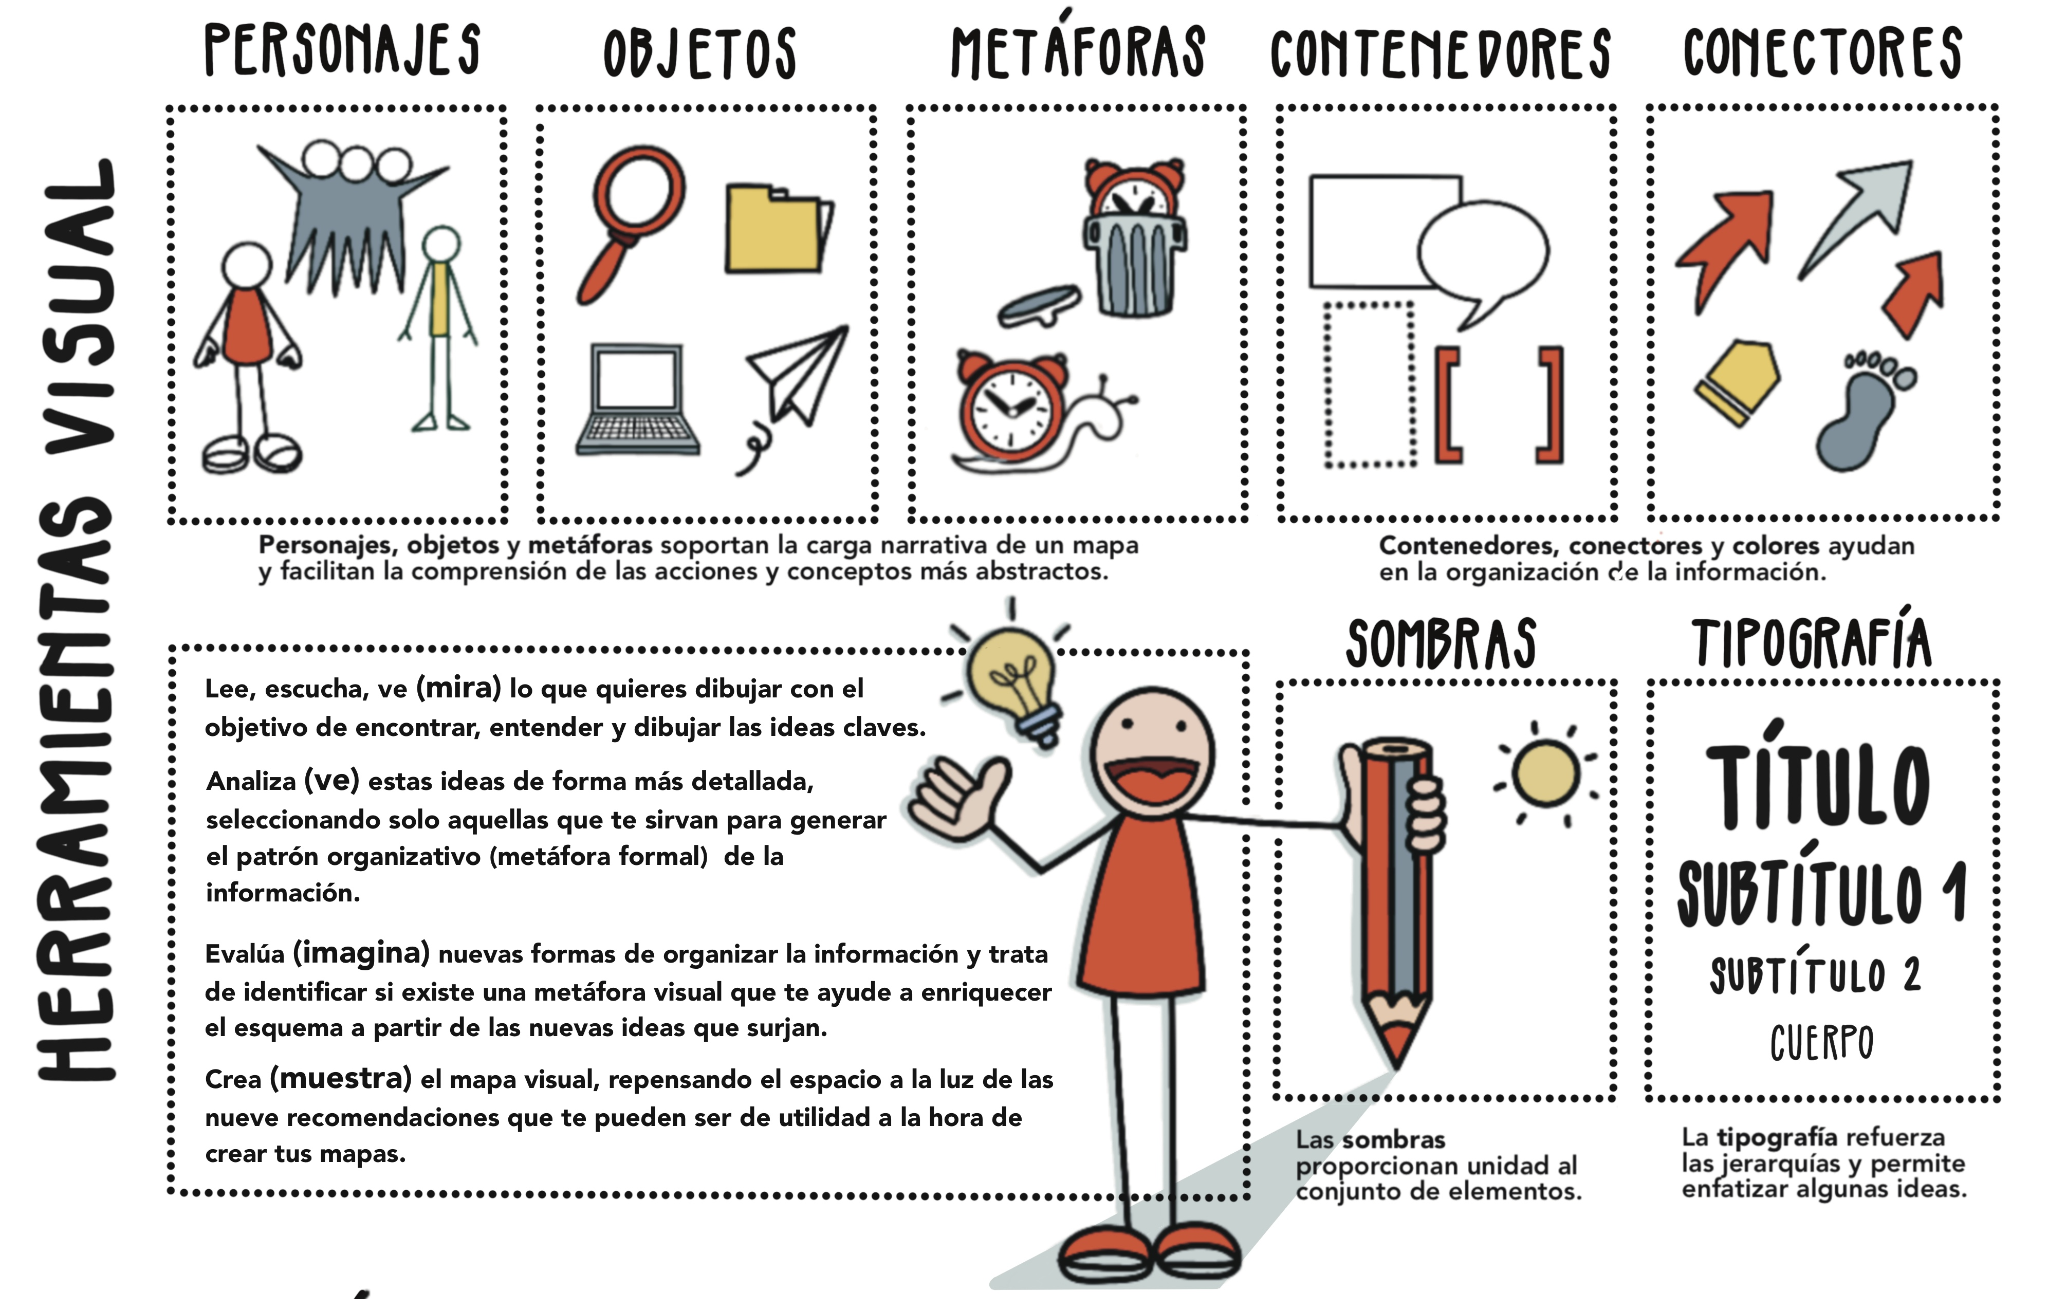 HERRAMIENTAS VISUAL
PERSONAJES
OBJETOS
METÁFORAS
CONTENEDORES
CONECTORES
Personajes, objetos y metáforas soportan la carga narrativa de un mapa
y facilitan la comprensión de las acciones y conceptos más abstractos.
Contenedores, conectores y colores ayudan
en la organización de la información.
Lee, escucha, ve (mira) lo que quieres dibujar con el
objetivo de encontrar, entender y dibujar las ideas claves.
Analiza (ve) estas ideas de forma más detallada,
seleccionando solo aquellas que te sirvan para generar
el patrón organizativo (metáfora formal) de la
información.
Evalúa (imagina) nuevas formas de organizar la información y trata
de identificar si existe una metáfora visual que te ayude a enriquecer
el esquema a partir de las nuevas ideas que surjan.
Crea (muestra) el mapa visual, repensando el espacio a la luz de las
nueve recomendaciones que te pueden ser de utilidad a la hora de
crear tus mapas.
SOMBRAS
Las sombras
proporcionan unidad al
conjunto de elementos.
TIPOGRAFÍA
TÍTULO
SUBTÍTULO 1
SUBTÍTULO 2
CUERPO
La tipografía refuerza
las jerarquías y permite
enfatizar algunas ideas.